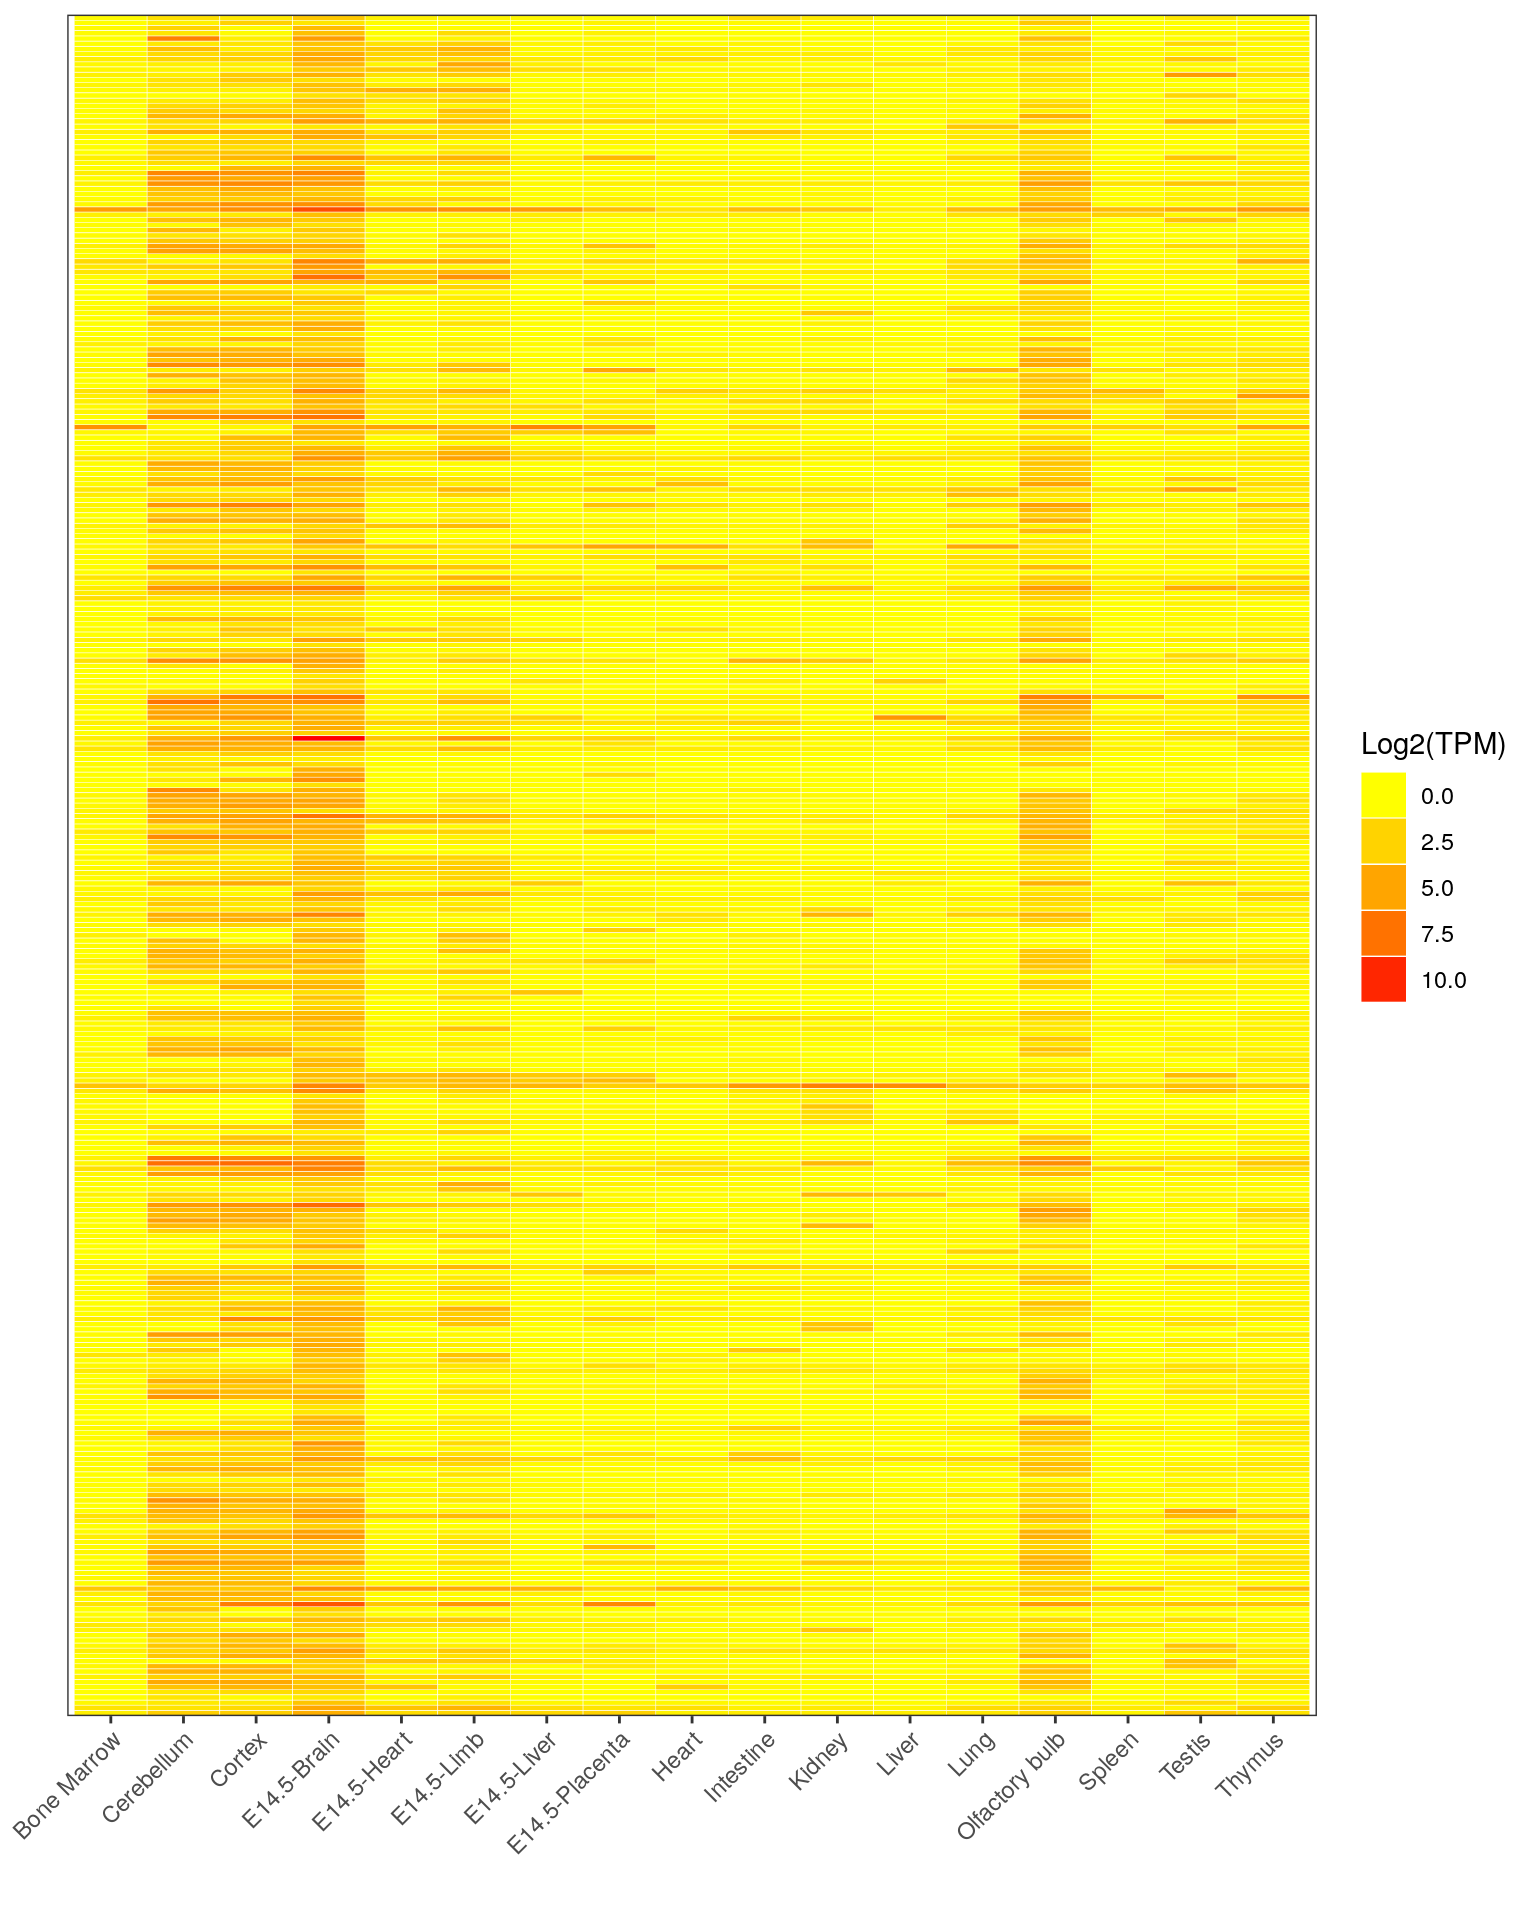 Log2(TPM)
0.0
2.5
5.0
7.5
10.0
Bone Marrow
Cerebellum
Cortex
E14.5-Brain
E14.5-Heart
E14.5-Limb
E14.5-Liver
E14.5-Placenta
Heart
Intestine
Kidney
Liver
Lung
Olfactory bulb
Spleen
Testis
Thymus